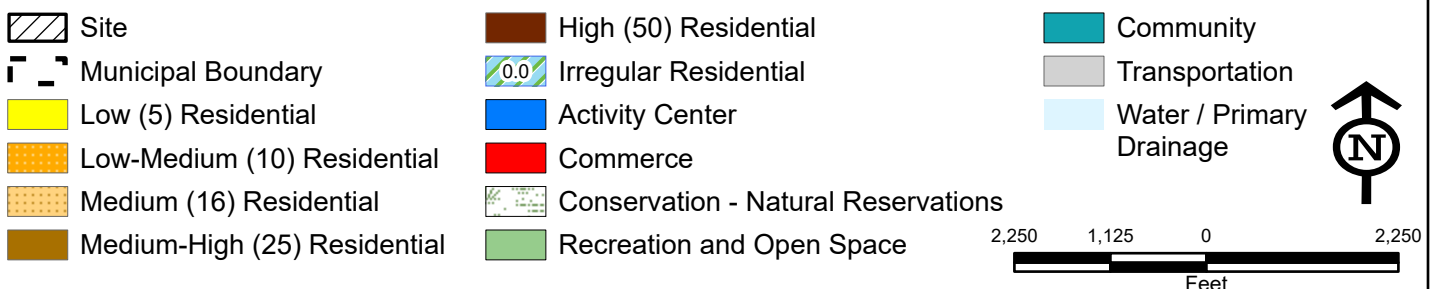 Site
Municipal Boundary
Low (5) Residential
Low-Medium (10) Residential
Medium (16) Residential
Medium-High (25) Residential
High (50) Residential
0.0 Irregular Residential
Activity Center
Commerce
Conservation - Natural Reservations
Recreation and Open Space
Community
Transportation
Water / Primary
Drainage
N
2,250 1,125 0 2,250
Feet